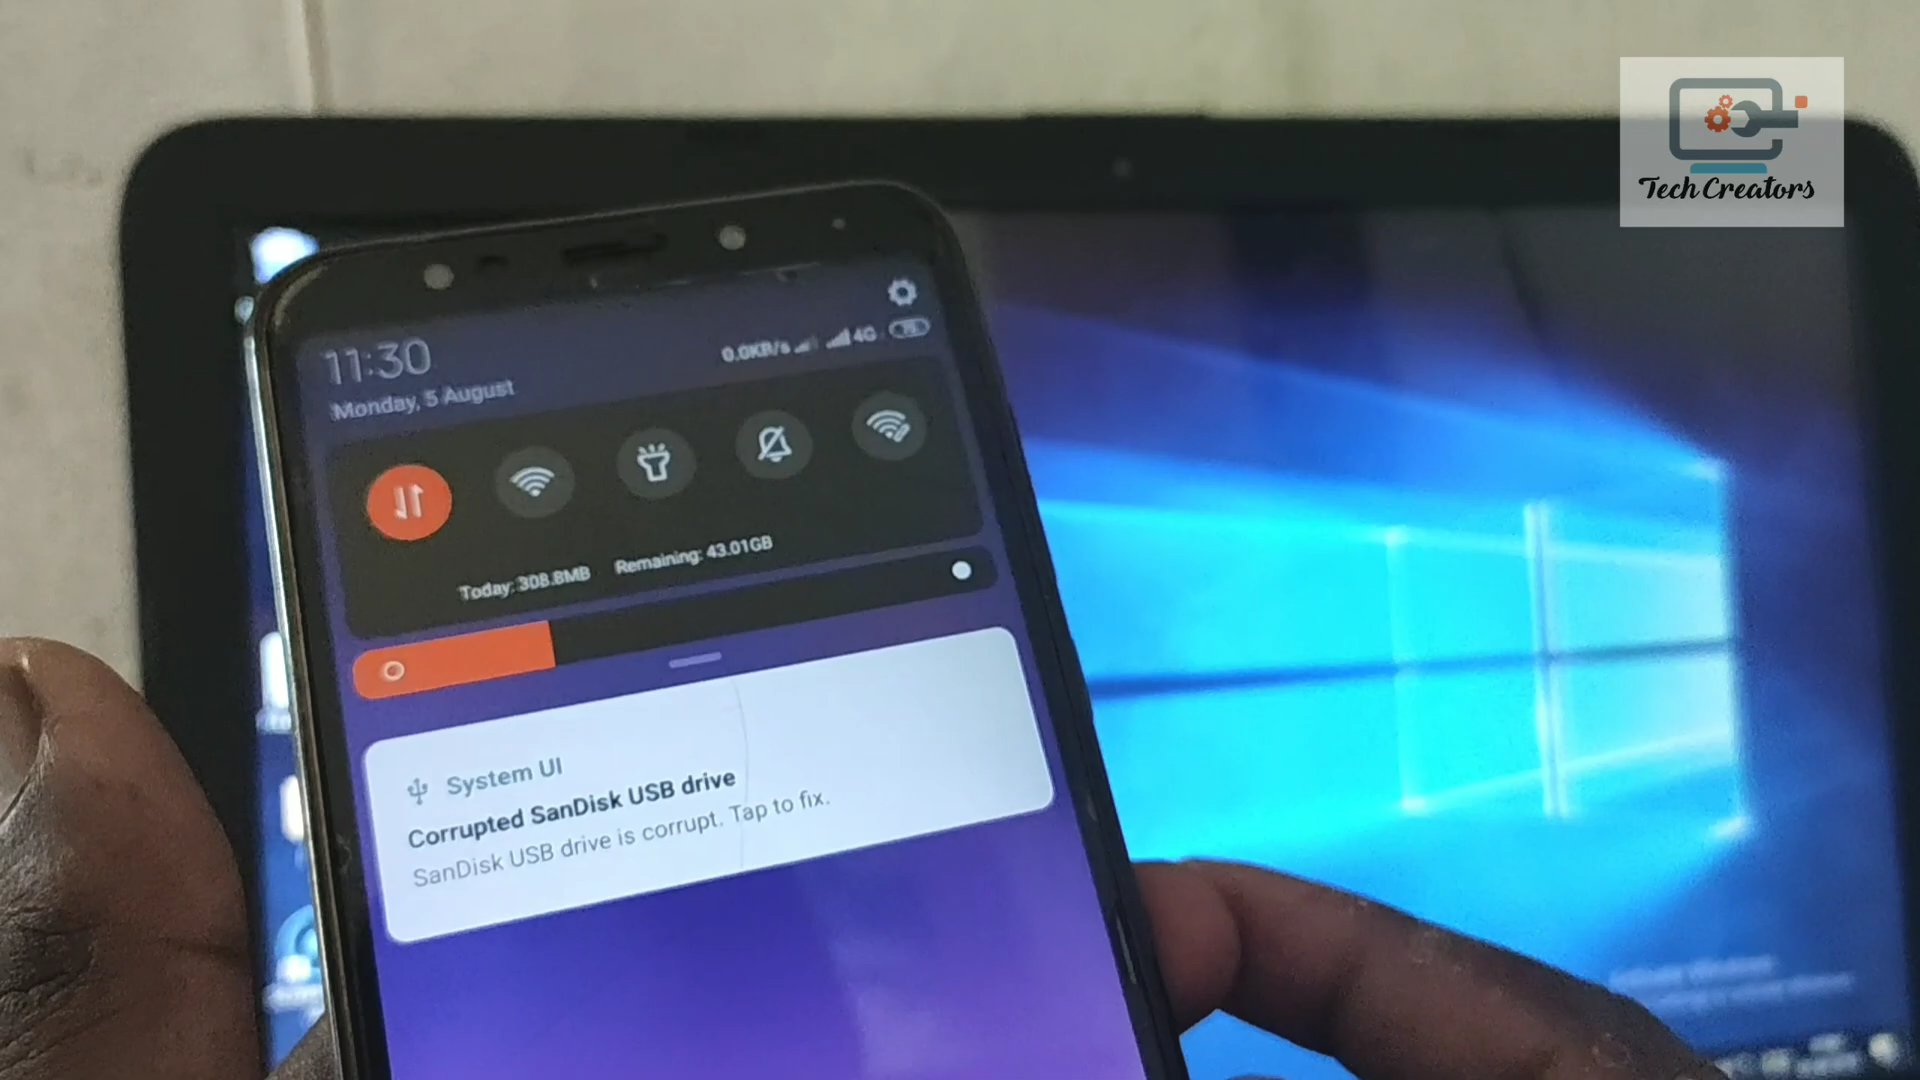 Tech Creators
11:30
0.0KB/s 4G
Monday, 5 August
Today: 308.8MB Remaining: 43.01GB
System UI
Corrupted SanDisk USB drive
SanDisk USB drive is corrupt. Tap to fix.